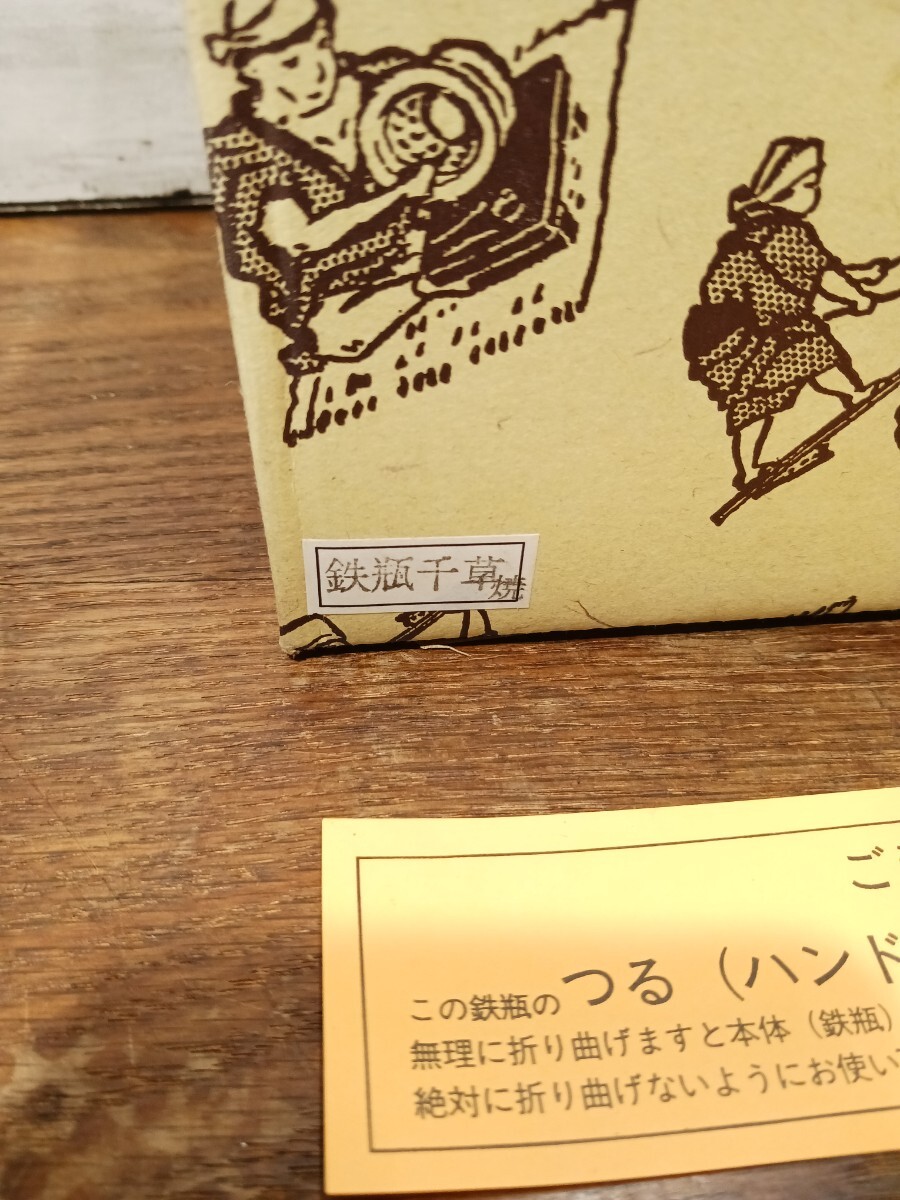 鉄瓶千草焼
ご
この鉄瓶のつる（ハンド
無理に折り曲げますと本体（鉄瓶）
絶対に折り曲げないようにお使い